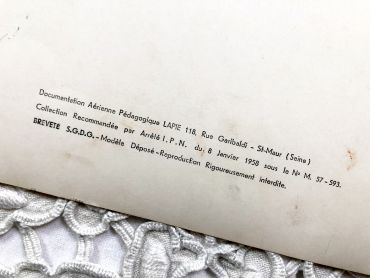 Documentation Aérienne Pédagogique LAPIE 118, Rue Garibaldi - St-Maur (Seine)
Collection Recommandée par Arrêté I.P.N. du 8 Janvier 1958 sous le No M. 57-593.
BREVETÉ S.G.D.G. - Modèle Déposé - Reproduction Rigoureusement interdite.